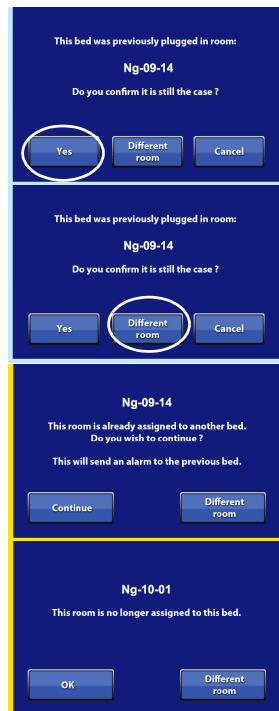 This bed was previously plugged in room:
Ng-09-14
Do you confirm it is still the case ?
Yes
Different
room
Cancel
This bed was previously plugged in room:
Ng-09-14
Do you confirm it is still the case ?
Yes
Different
room
Cancel
Ng-09-14
This room is already assigned to another bed.
Do you wish to continue ?
This will send an alarm to the previous bed.
Continue
Different
room
Ng-10-01
This room is no longer assigned to this bed.
OK
Different
room